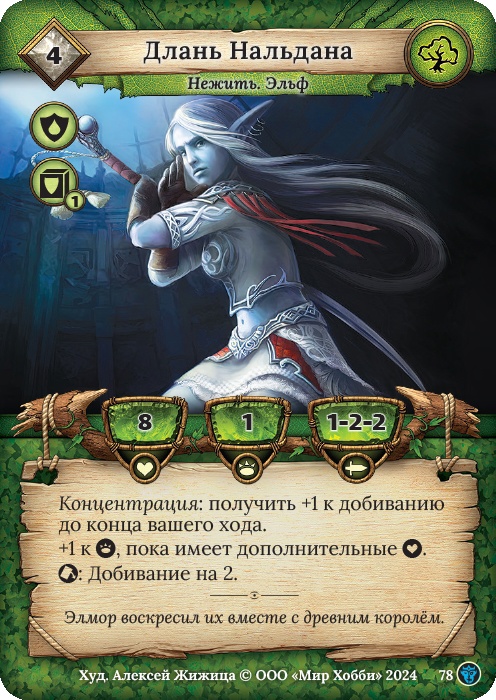 4
Длань Нальдана
Нежить. Эльф
1
8
1
1-2-2
Концентрация: получить +1 к добиванию
до конца вашего хода.
+1 к , пока имеет дополнительные .
: Добивание на 2.
Элмор воскресил их вместе с древним королём.
Худ. Алексей Жижица © ООО «Мир Хобби» 2024 78